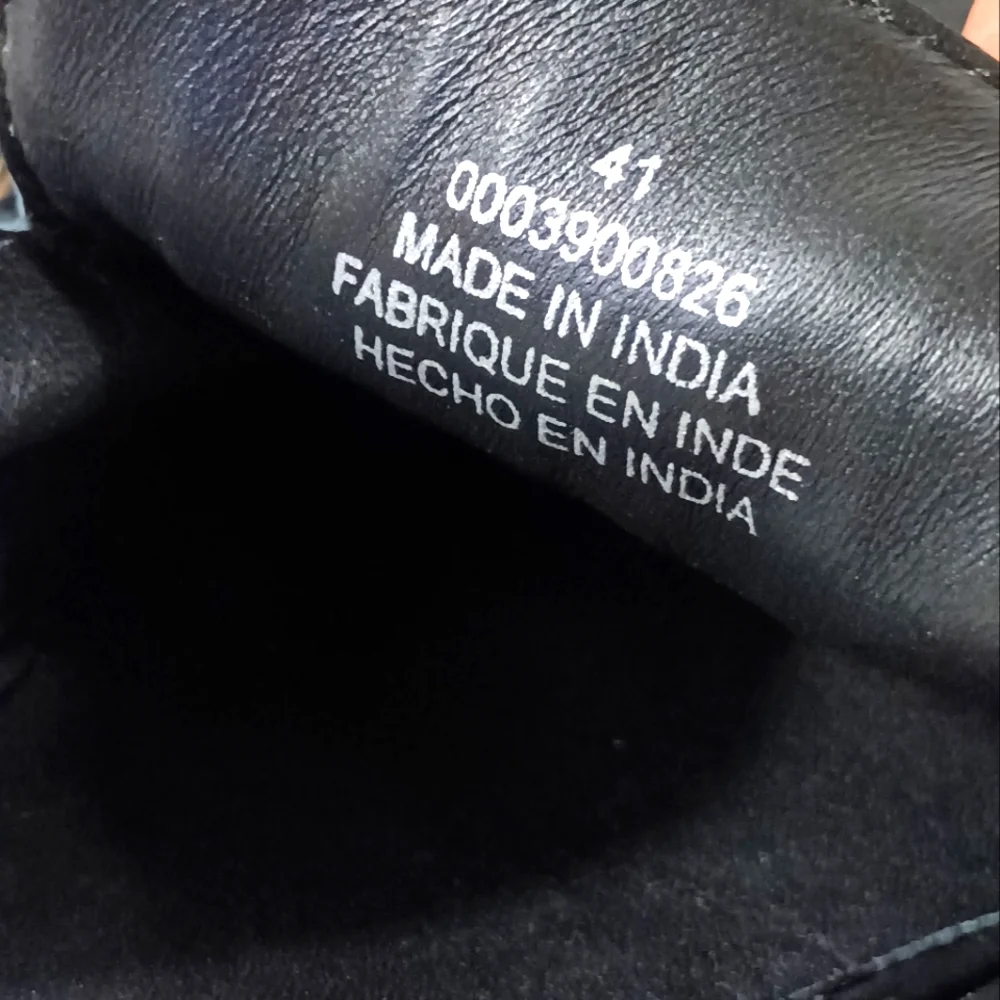 41
0003900826
MADE IN INDIA
FABRIQUE EN INDE
HECHO EN INDIA